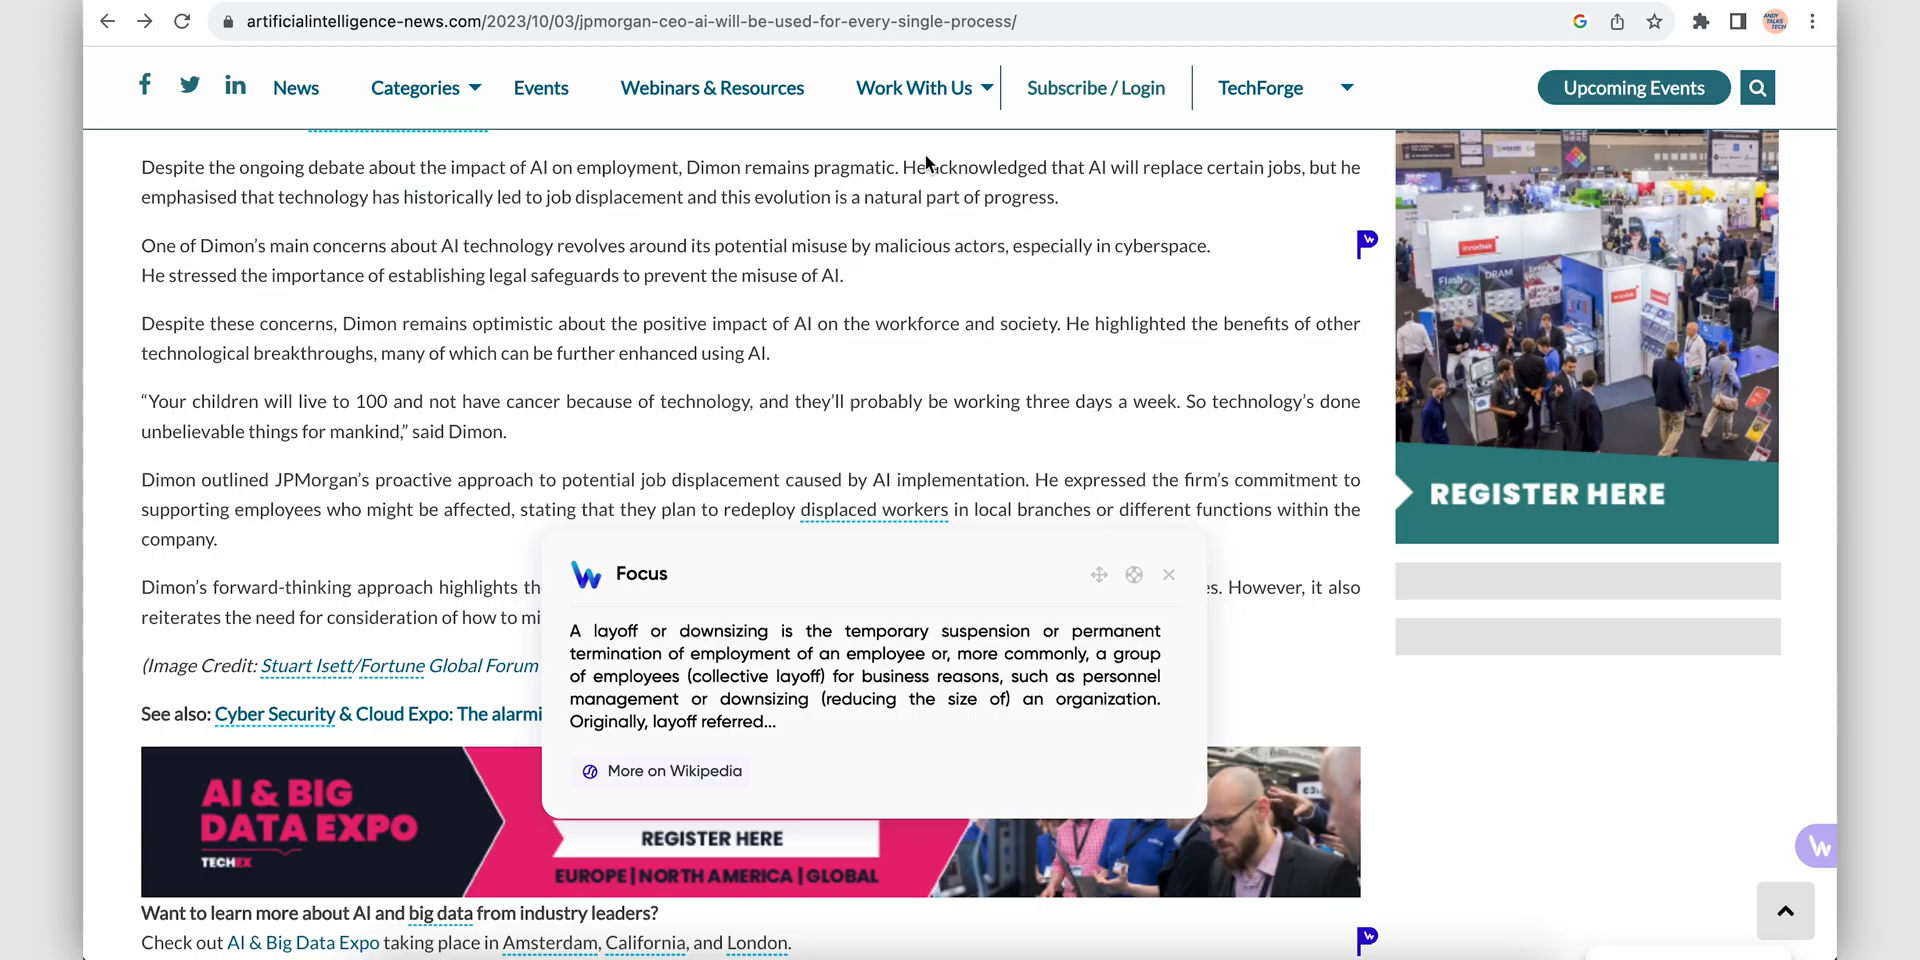 artificialintelligence-news.com/2023/10/03/jpmorgan-ceo-ai-will-be-used-for-every-single-process/
News Categories Events Webinars & Resources Work With Us Subscribe / Login TechForge Upcoming Events
Despite the ongoing debate about the impact of AI on employment, Dimon remains pragmatic. He acknowledged that AI will replace certain jobs, but he
emphasised that technology has historically led to job displacement and this evolution is a natural part of progress.
One of Dimon’s main concerns about AI technology revolves around its potential misuse by malicious actors, especially in cyberspace.
He stressed the importance of establishing legal safeguards to prevent the misuse of AI.
Despite these concerns, Dimon remains optimistic about the positive impact of AI on the workforce and society. He highlighted the benefits of other
technological breakthroughs, many of which can be further enhanced using AI.
“Your children will live to 100 and not have cancer because of technology, and they’ll probably be working three days a week. So technology’s done
unbelievable things for mankind,” said Dimon.
Dimon outlined JPMorgan’s proactive approach to potential job displacement caused by AI implementation. He expressed the firm’s commitment to
supporting employees who might be affected, stating that they plan to redeploy displaced workers in local branches or different functions within the
company.
Dimon’s forward-thinking approach highlights th
es. However, it also
reiterates the need for consideration of how to mi
(Image Credit: Stuart Isett/Fortune Global Forum
See also: Cyber Security & Cloud Expo: The alarmi
Focus
A layoff or downsizing is the temporary suspension or permanent
termination of employment of an employee or, more commonly, a group
of employees (collective layoff) for business reasons, such as personnel
management or downsizing (reducing the size of) an organization.
Originally, layoff referred...
More on Wikipedia
AI & BIG
DATA EXPO
TECHEX
REGISTER HERE
EUROPE | NORTH AMERICA | GLOBAL
Want to learn more about AI and big data from industry leaders?
Check out AI & Big Data Expo taking place in Amsterdam, California, and London.
innodisk
Flash
DRAM
REGISTER HERE
ANDY
TALKS
TECH